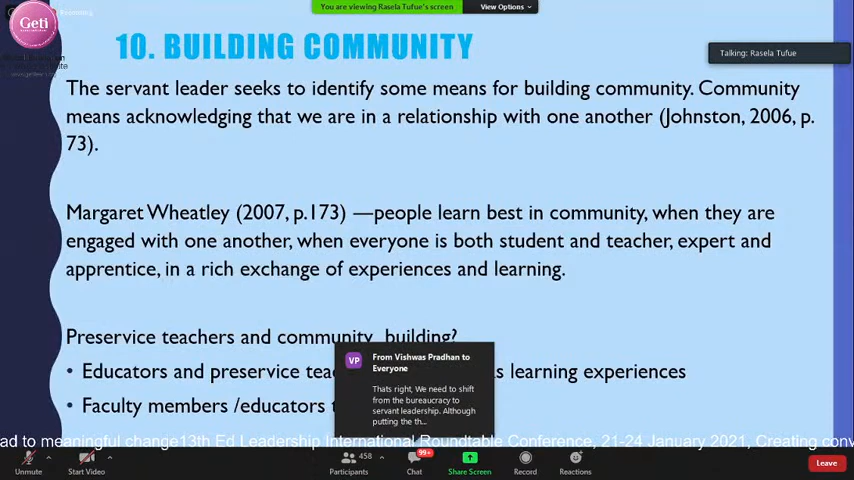 Geti
You are viewing Rasela Tufue's screen
View Options
Talking: Rasela Tufue
10. BUILDING COMMUNITY
The servant leader seeks to identify some means for building community. Community
means acknowledging that we are in a relationship with one another (Johnston, 2006, p.
73).
Margaret Wheatley (2007, p.173) —people learn best in community, when they are
engaged with one another, when everyone is both student and teacher, expert and
apprentice, in a rich exchange of experiences and learning.
Preservice teachers and community building?
VP
From Vishwas Pradhan to
Everyone
Thats right, We need to shift
from the bureaucracy to
servant leadership. Although
putting the th...
• Educators and preservice s learning experiences
• Faculty members /educators
ad to meaningful change13th Ed Leadership International Roundtable Conference, 21-24 January 2021, Creating conv
Unmute
Start Video
458
Participants
99+
Chat
Share Screen
Record
Reactions
Leave